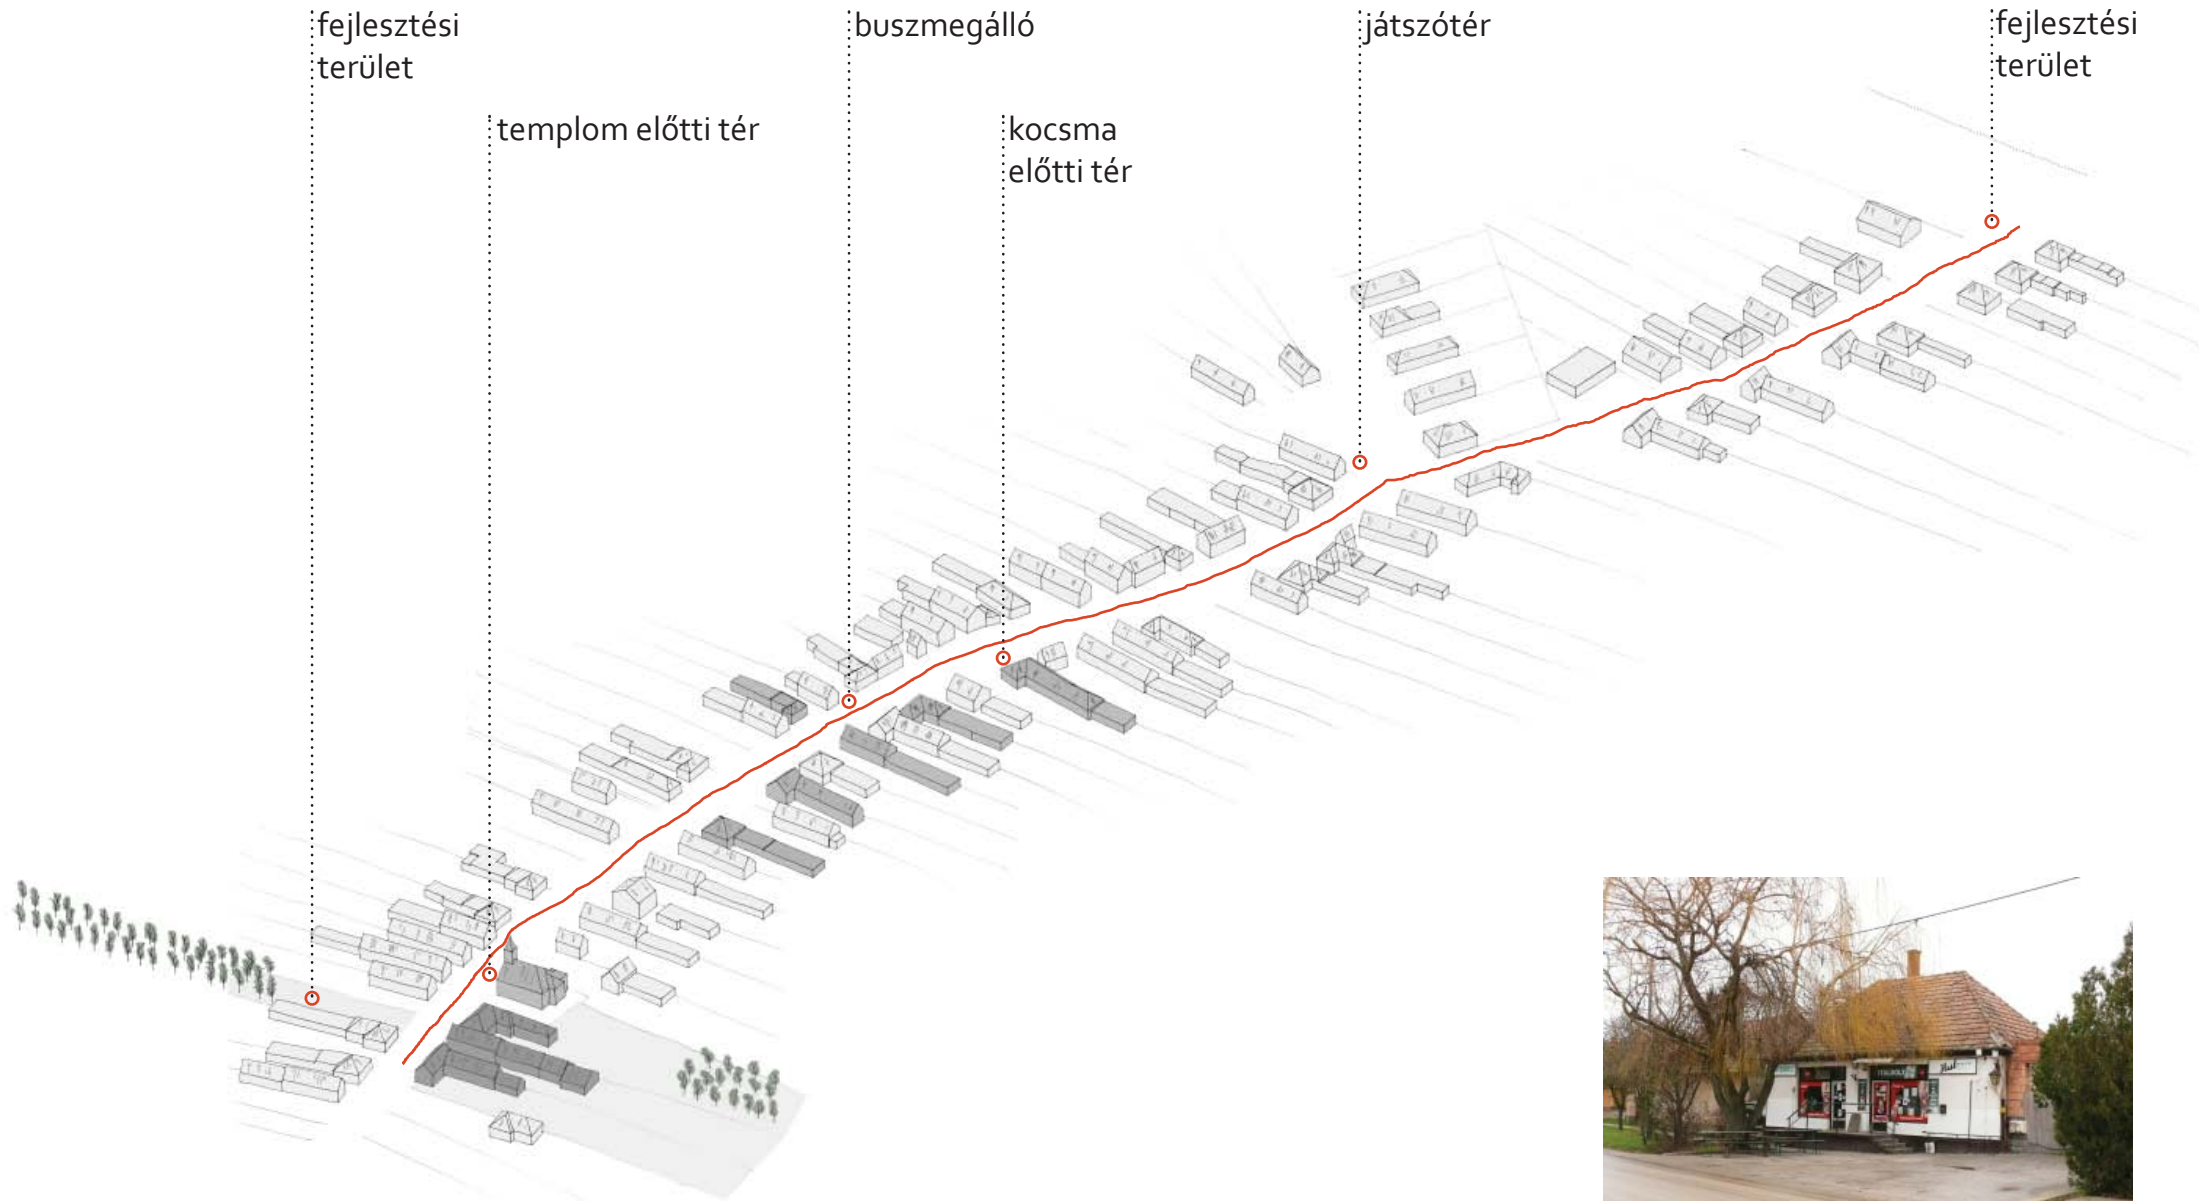 fejlesztési
terület
buszmegálló
játszótér
fejlesztési
terület
templom előtti tér
kocsma
előtti tér